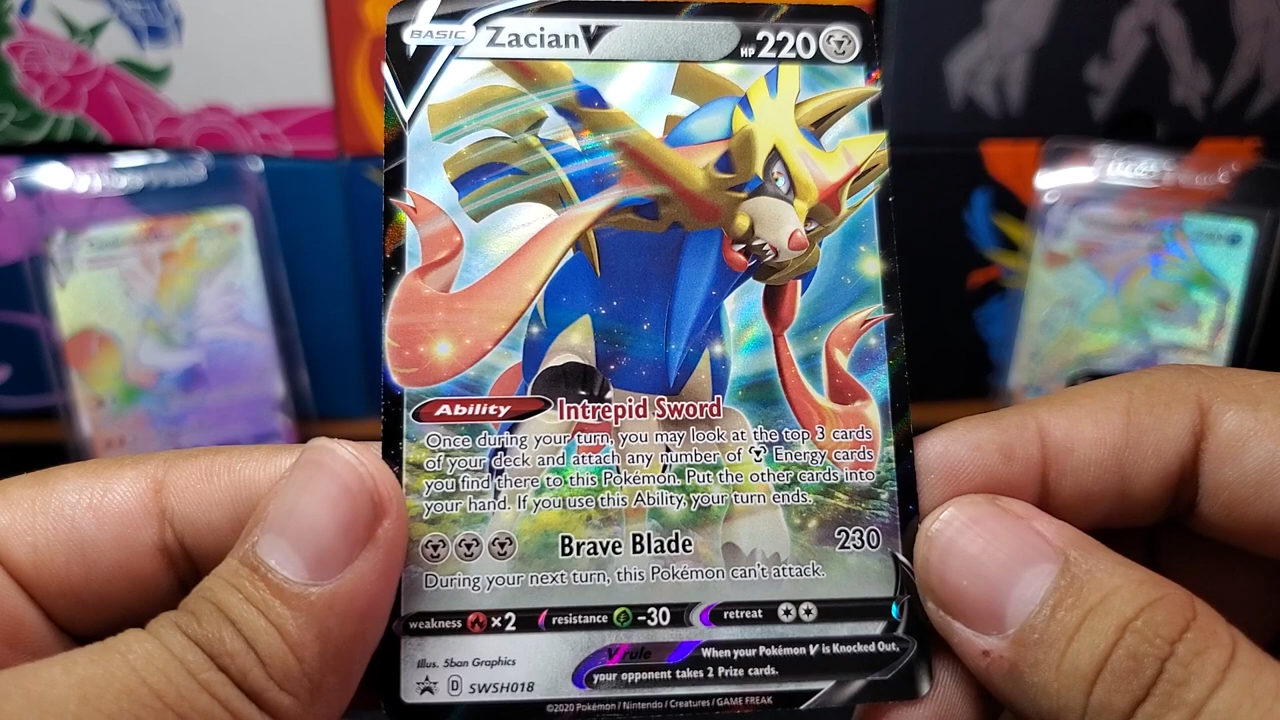 BASIC Zacian V HP 220
Ability Intrepid Sword
Once during your turn, you may look at the top 3 cards
of your deck and attach any number of Energy cards
you find there to this Pokémon. Put the other cards into
your hand. If you use this Ability, your turn ends.
Brave Blade 230
During your next turn, this Pokémon can't attack.
weakness ×2 resistance -30 retreat
V rule When your Pokémon V is Knocked Out,
your opponent takes 2 Prize cards.
Illus. 5ban Graphics
D SWSH018
©2020 Pokémon / Nintendo / Creatures / GAME FREAK